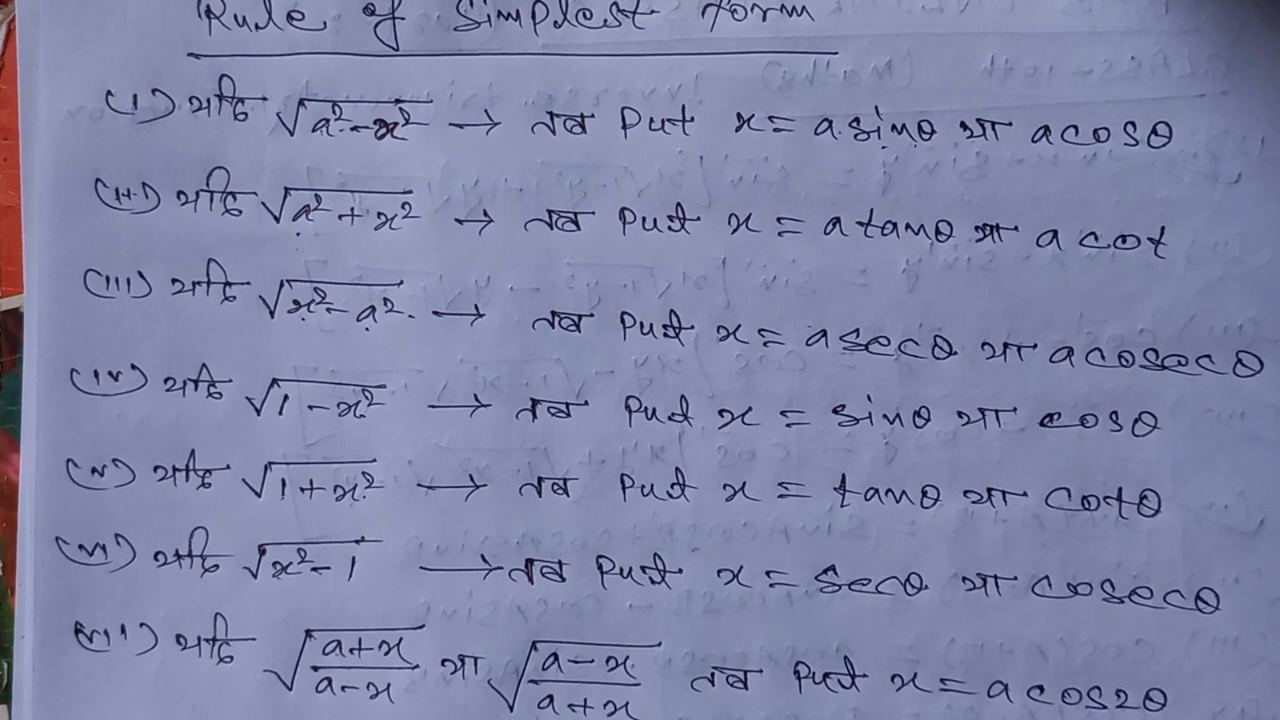 Rule of Simplest form
(i) यदि √(a²-x²) → तब Put x = a sinθ या a cosθ
(ii) यदि √(a²+x²) → तब Put x = a tanθ या a cot
(iii) यदि √(x²-a²) → तब Put x = a secθ या a cosecθ
(iv) यदि √(1-x²) → तब Put x = sinθ या cosθ
(v) यदि √(1+x²) → तब Put x = tanθ या cotθ
(vi) यदि √(x²-1) → तब Put x = secθ या cosecθ
(vii) यदि √((a+x)/(a-x)) या √((a-x)/(a+x)) तब Put x = a cos2θ